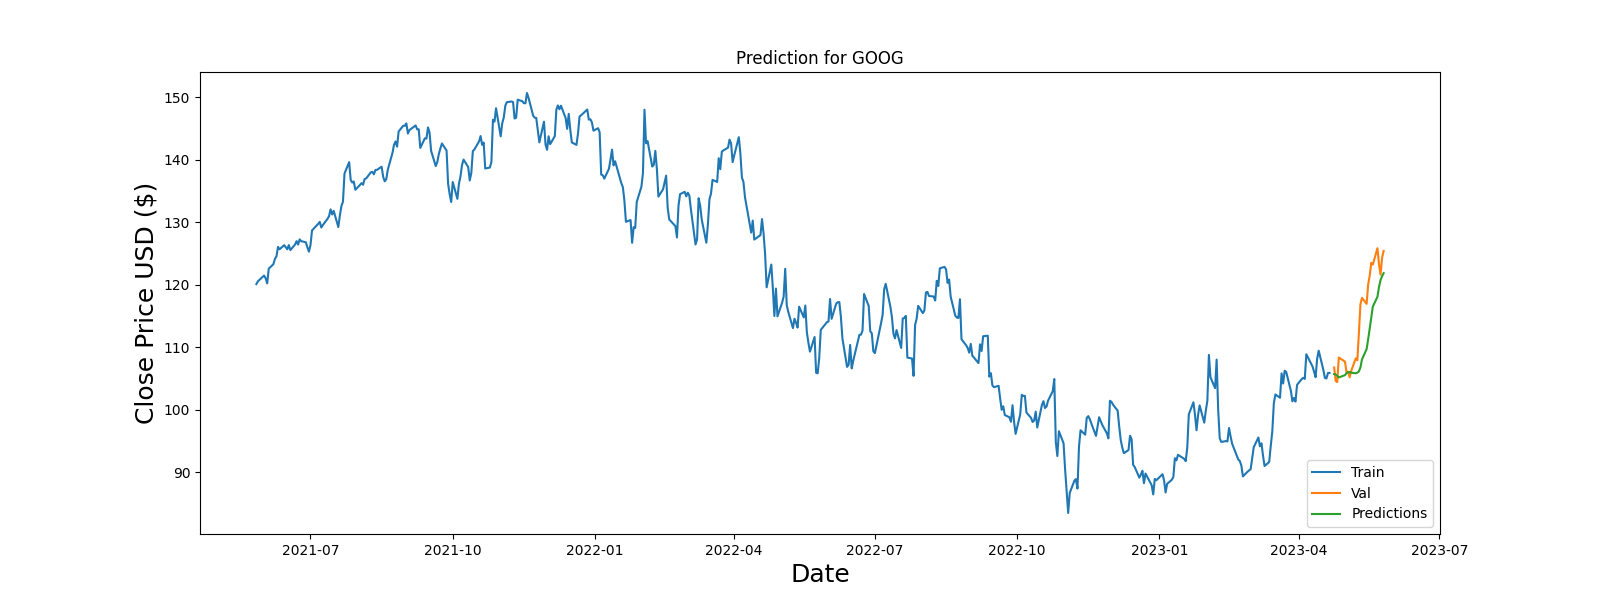 Prediction for GOOG
Close Price USD ($)
150
140
130
120
110
100
90
2021-07
2021-10
2022-01
2022-04
2022-07
2022-10
2023-01
2023-04
2023-07
Date
Train
Val
Predictions